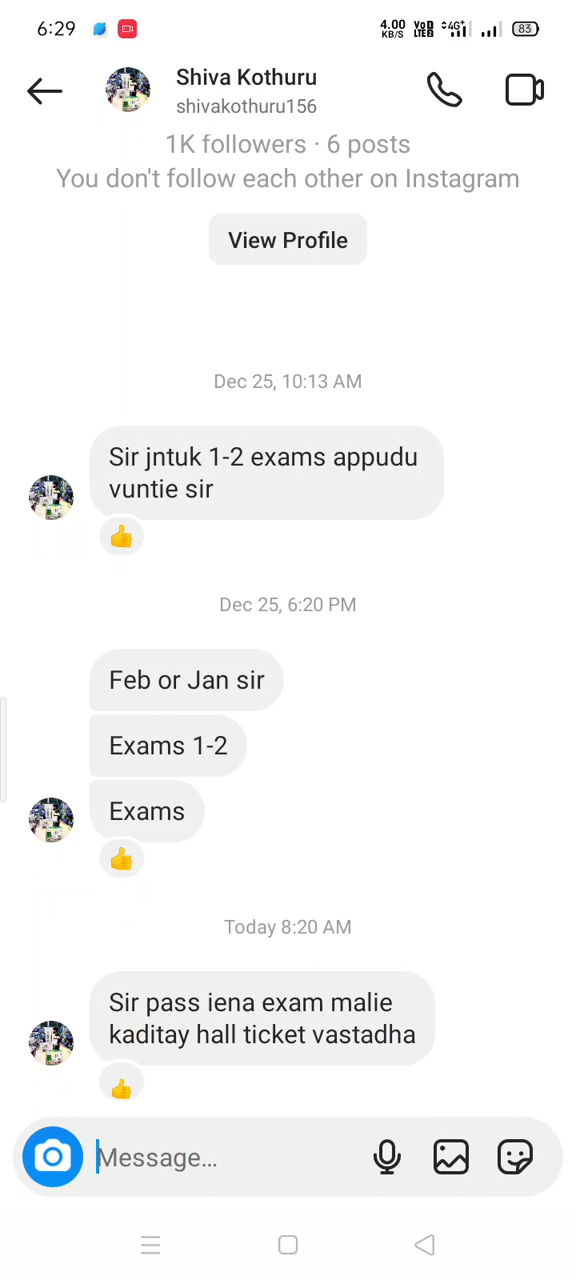 6:29
4.00 KB/S VoD LTE2 4G+ 83
Shiva Kothuru
shivakothuru156
1K followers · 6 posts
You don't follow each other on Instagram
View Profile
Dec 25, 10:13 AM
Sir jntuk 1-2 exams appudu
vuntie sir
👍
Dec 25, 6:20 PM
Feb or Jan sir
Exams 1-2
Exams
👍
Today 8:20 AM
Sir pass iena exam malie
kaditay hall ticket vastadha
👍
Message...